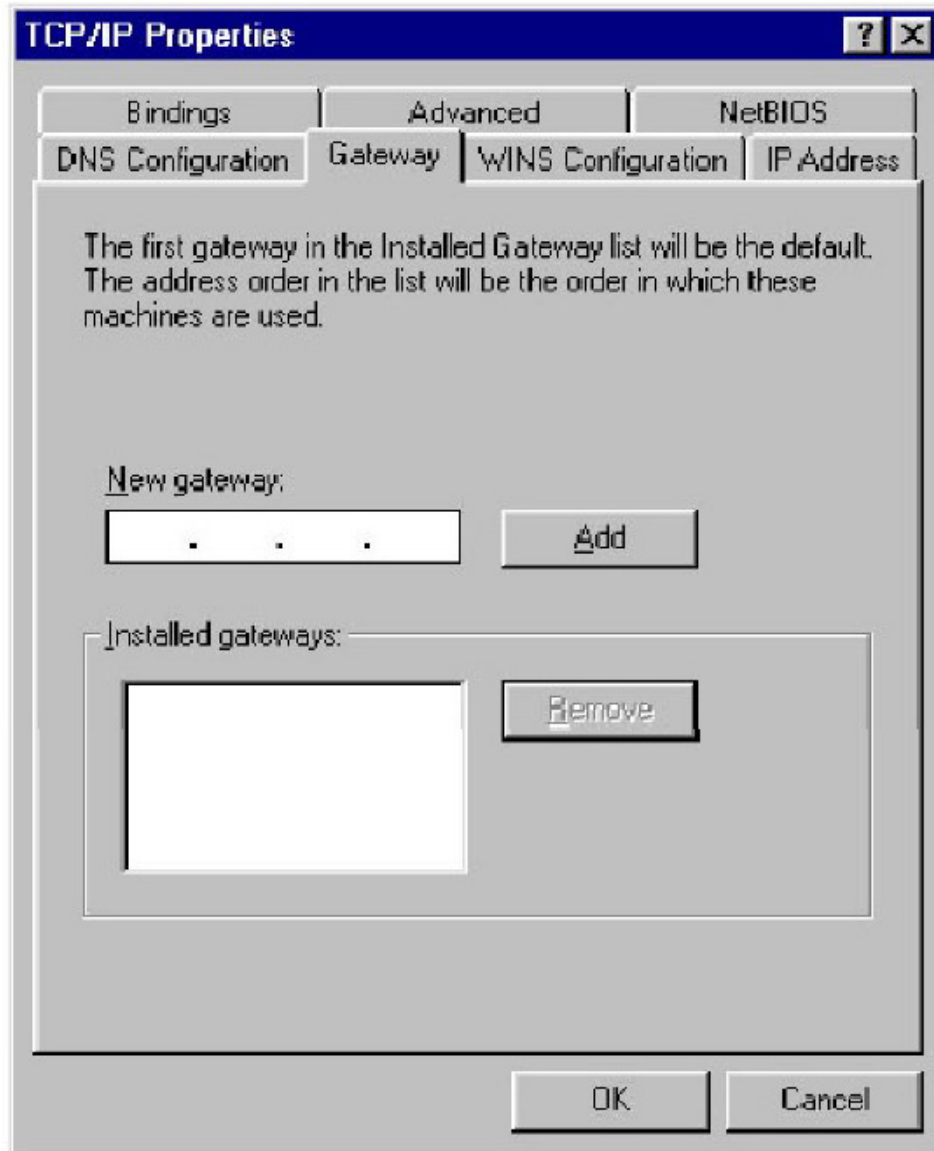 TCP/IP Properties
Bindings
Advanced
NetBIOS
DNS Configuration
Gateway
WINS Configuration
IP Address
The first gateway in the Installed Gateway list will be the default.
The address order in the list will be the order in which these
machines are used.
New gateway:
. . .
Add
Installed gateways:
Remove
OK
Cancel